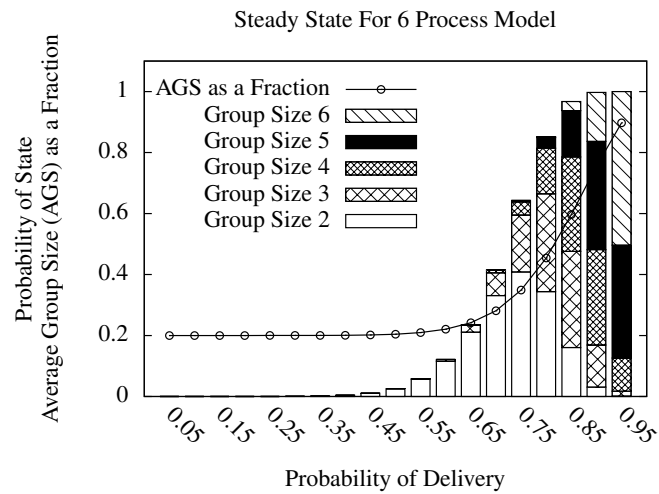 Steady State For 6 Process Model
Probability of State
Average Group Size (AGS) as a Fraction
1
0.8
0.6
0.4
0.2
0
AGS as a Fraction
Group Size 6
Group Size 5
Group Size 4
Group Size 3
Group Size 2
0.05
0.15
0.25
0.35
0.45
0.55
0.65
0.75
0.85
0.95
Probability of Delivery